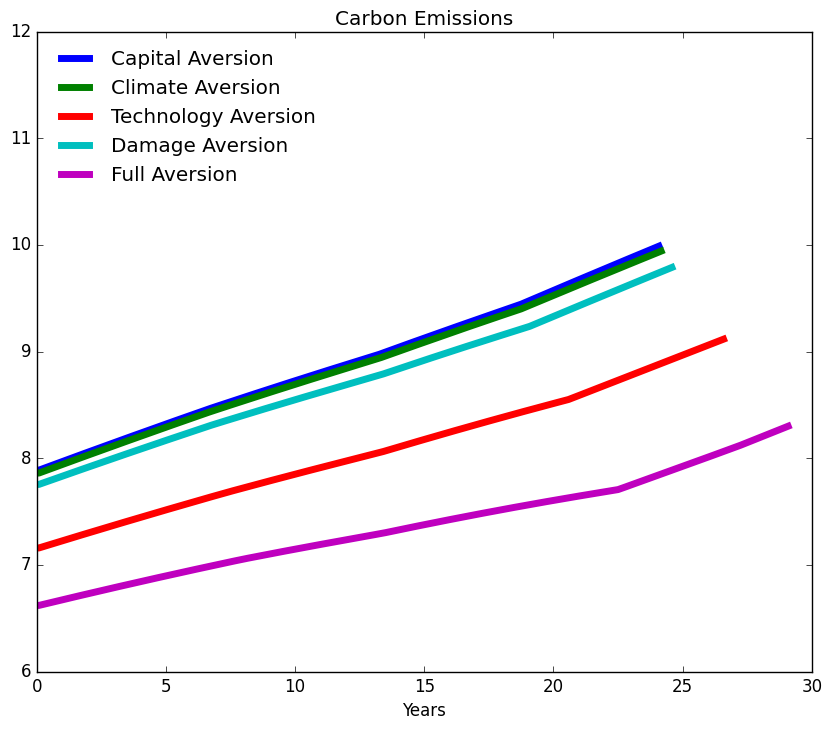 Carbon Emissions
12
11
10
9
8
7
6
Capital Aversion
Climate Aversion
Technology Aversion
Damage Aversion
Full Aversion
0 5 10 15 20 25 30
Years